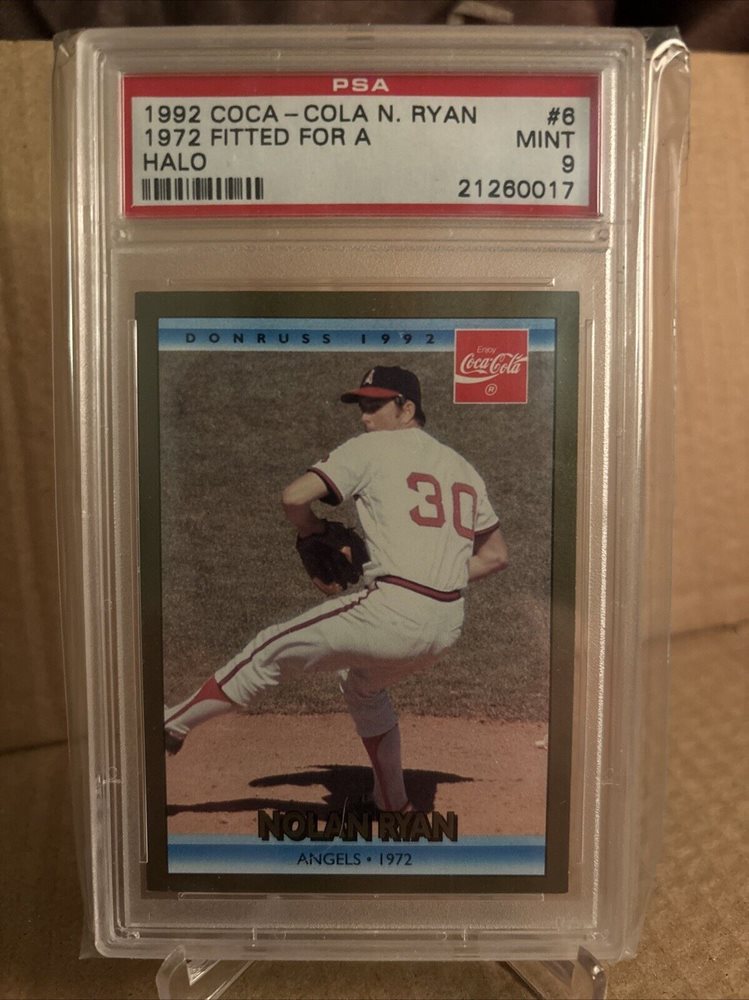 PSA
1992 COCA-COLA N. RYAN #6
1972 FITTED FOR A MINT
HALO 9
21260017
DONRUSS 1992
Enjoy
Coca-Cola
®
A
30
NOLAN RYAN
ANGELS • 1972